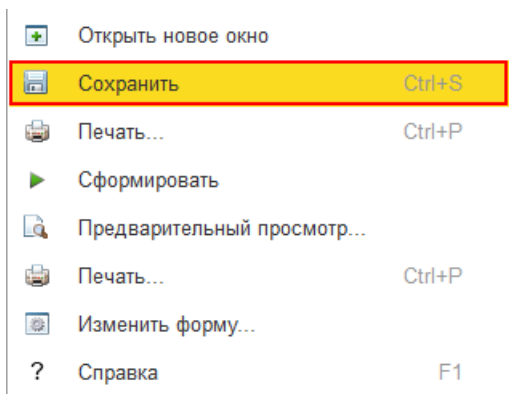 Открыть новое окно
Сохранить Ctrl+S
Печать... Ctrl+P
Сформировать
Предварительный просмотр...
Печать... Ctrl+P
Изменить форму...
? Справка F1